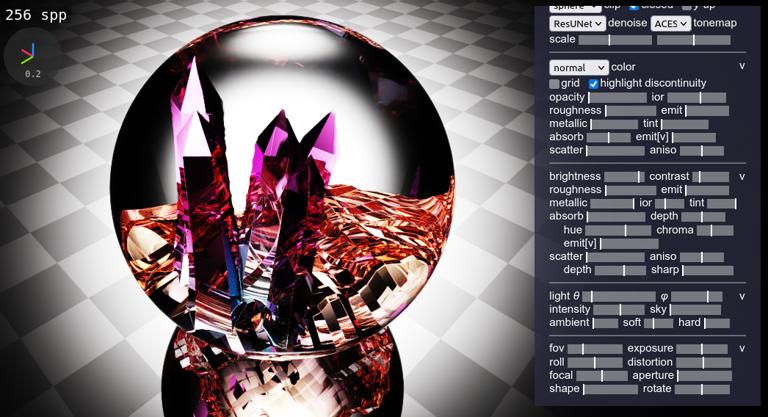 256 spp
0.2
sphere clip closed y-up
ResUNet denoise ACES tonemap
scale
normal color v
grid highlight discontinuity
opacity ior
roughness emit
metallic tint
absorb emit[v]
scatter aniso
brightness contrast v
roughness emit
metallic ior tint
absorb depth
hue chroma
emit[v]
scatter aniso
depth sharp
light θ φ v
intensity sky
ambient soft hard
fov exposure v
roll distortion
focal aperture
shape rotate